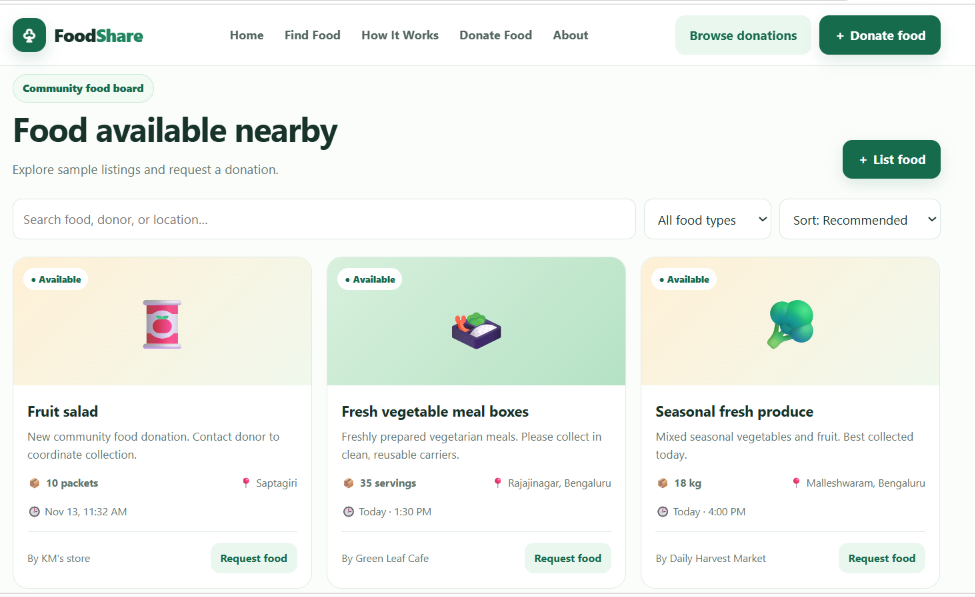 FoodShare
Home
Find Food
How It Works
Donate Food
About
Browse donations
+ Donate food
Community food board
Food available nearby
Explore sample listings and request a donation.
+ List food
Search food, donor, or location...
All food types
Sort: Recommended
• Available
Fruit salad
New community food donation. Contact donor to
coordinate collection.
10 packets
Saptagiri
Nov 13, 11:32 AM
By KM's store
Request food
• Available
Fresh vegetable meal boxes
Freshly prepared vegetarian meals. Please collect in
clean, reusable carriers.
35 servings
Rajajinagar, Bengaluru
Today · 1:30 PM
By Green Leaf Cafe
Request food
• Available
Seasonal fresh produce
Mixed seasonal vegetables and fruit. Best collected
today.
18 kg
Malleshwaram, Bengaluru
Today · 4:00 PM
By Daily Harvest Market
Request food